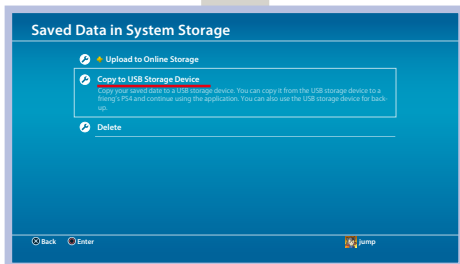 Saved Data in System Storage
Upload to Online Storage
Copy to USB Storage Device
Copy your saved date to a USB storage device. You can copy it from the USB storage device to a
frieng's PS4 and continue using the application. You can also use the USB storage device for back-
up.
Delete
Back Enter jump